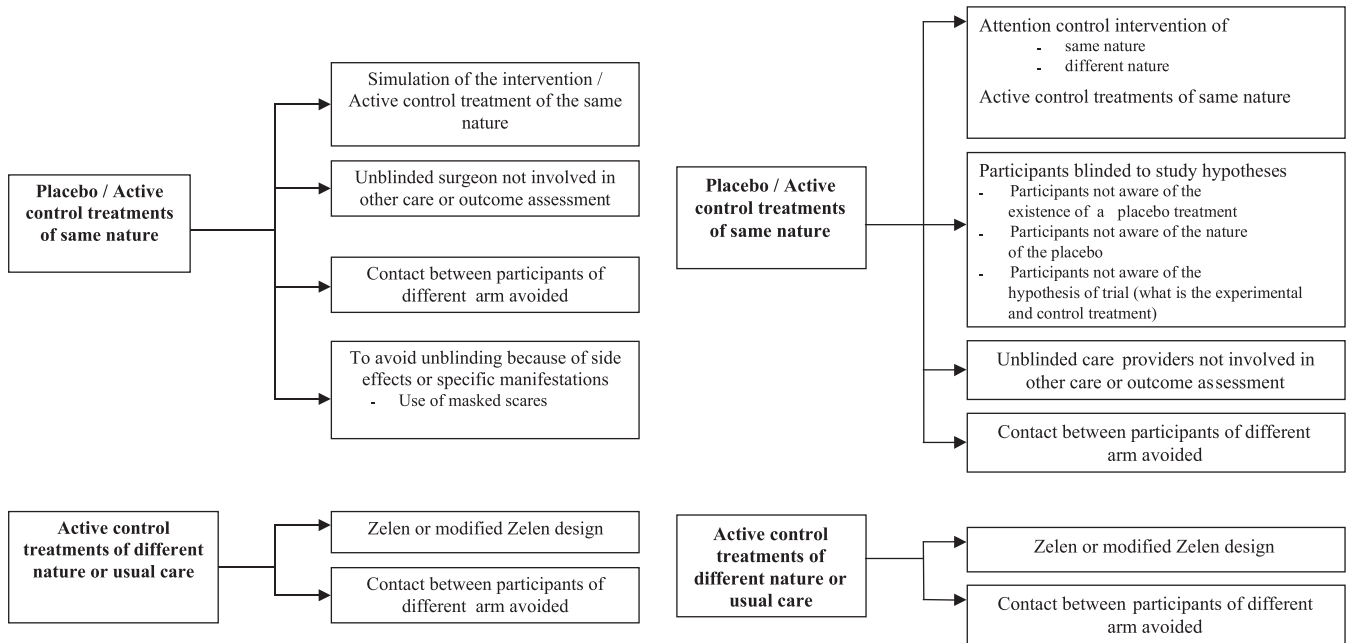 Placebo / Active
control treatments
of same nature
Simulation of the intervention /
Active control treatment of the same
nature
Unblinded surgeon not involved in
other care or outcome assessment
Contact between participants of
different arm avoided
To avoid unblinding because of side
effects or specific manifestations
- Use of masked scares
Active control
treatments of different
nature or usual care
Zelen or modified Zelen design
Contact between participants of
different arm avoided
Placebo / Active
control treatments
of same nature
Attention control intervention of
- same nature
- different nature
Active control treatments of same nature
Participants blinded to study hypotheses
- Participants not aware of the
existence of a placebo treatment
- Participants not aware of the nature
of the placebo
- Participants not aware of the
hypothesis of trial (what is the experimental
and control treatment)
Unblinded care providers not involved in
other care or outcome assessment
Contact between participants of different
arm avoided
Active control
treatments of
different nature or
usual care
Zelen or modified Zelen design
Contact between participants of different
arm avoided